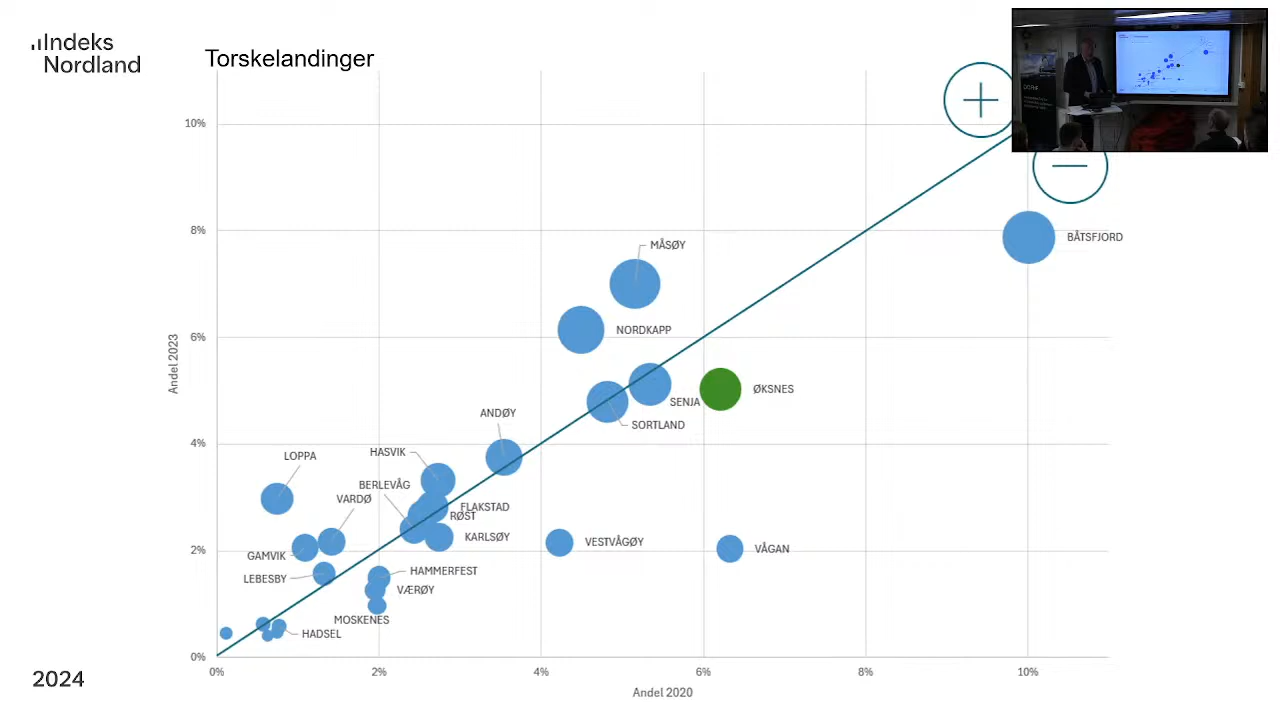 Indeks
Nordland
Torskelandinger
10%
8%
6%
4%
2%
0%
Andel 2023
BÅTSFJORD
MÅSØY
NORDKAPP
ØKSNES
SENJA
SORTLAND
ANDØY
HASVIK
LOPPA
BERLEVÅG
VARDØ
FLAKSTAD
RØST
KARLSØY
VESTVÅGØY
VÅGAN
GAMVIK
HAMMERFEST
LEBESBY
VÆRØY
MOSKENES
HADSEL
0%
2%
4%
6%
8%
10%
Andel 2020
2024